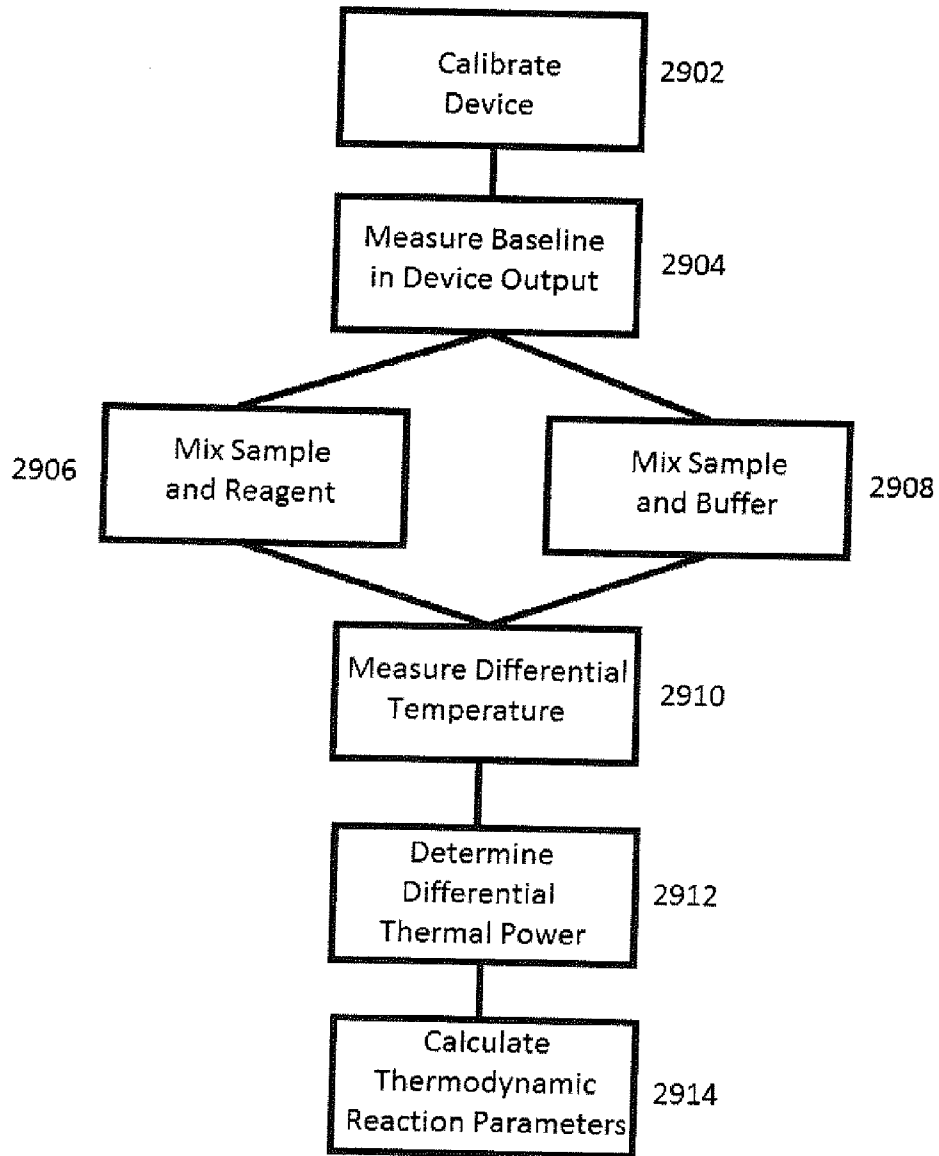 Calibrate
Device
2902
Measure Baseline
in Device Output
2904
2906
Mix Sample
and Reagent
Mix Sample
and Buffer
2908
Measure Differential
Temperature
2910
Determine
Differential
Thermal Power
2912
Calculate
Thermodynamic
Reaction Parameters
2914